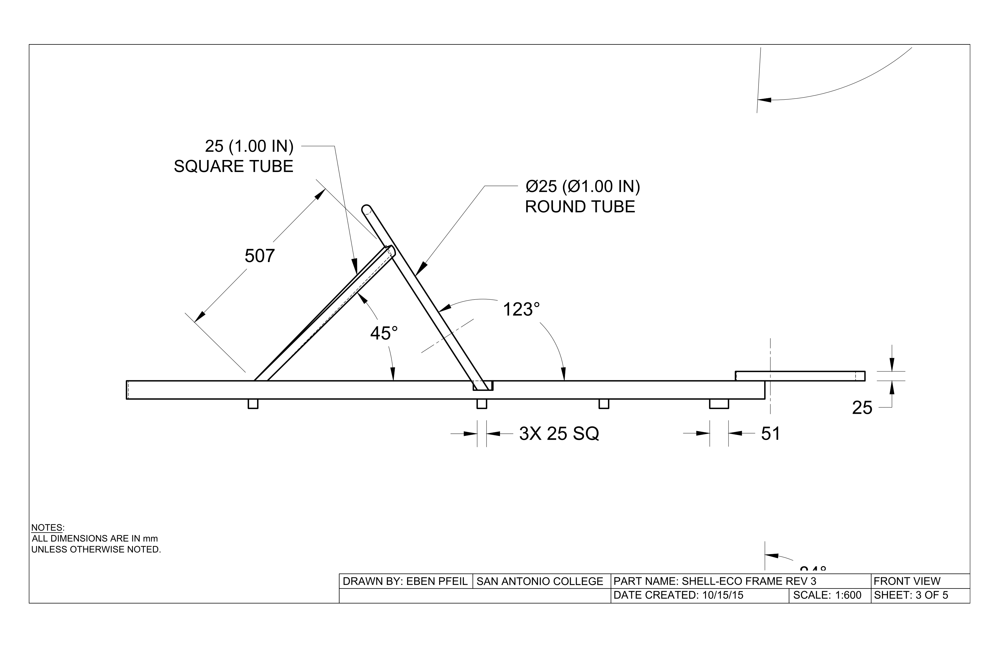 25 (1.00 IN)
SQUARE TUBE
Ø25 (Ø1.00 IN)
ROUND TUBE
507
123°
45°
25
3X 25 SQ
51
NOTES:
ALL DIMENSIONS ARE IN mm
UNLESS OTHERWISE NOTED.
DRAWN BY: EBEN PFEIL
SAN ANTONIO COLLEGE
PART NAME: SHELL-ECO FRAME REV 3
FRONT VIEW
DATE CREATED: 10/15/15
SCALE: 1:600
SHEET: 3 OF 5